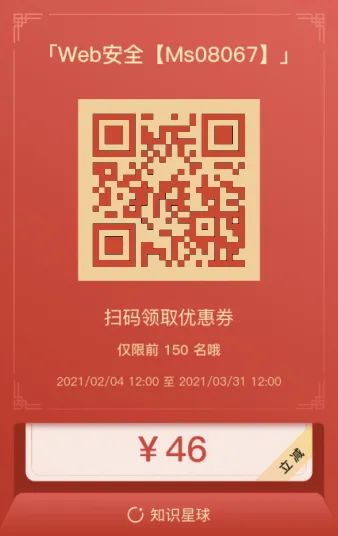 「Web安全【Ms08067】」
扫码领取优惠券
仅限前 150 名哦
2021/02/04 12:00 至 2021/03/31 12:00
¥ 46
立减
知识星球